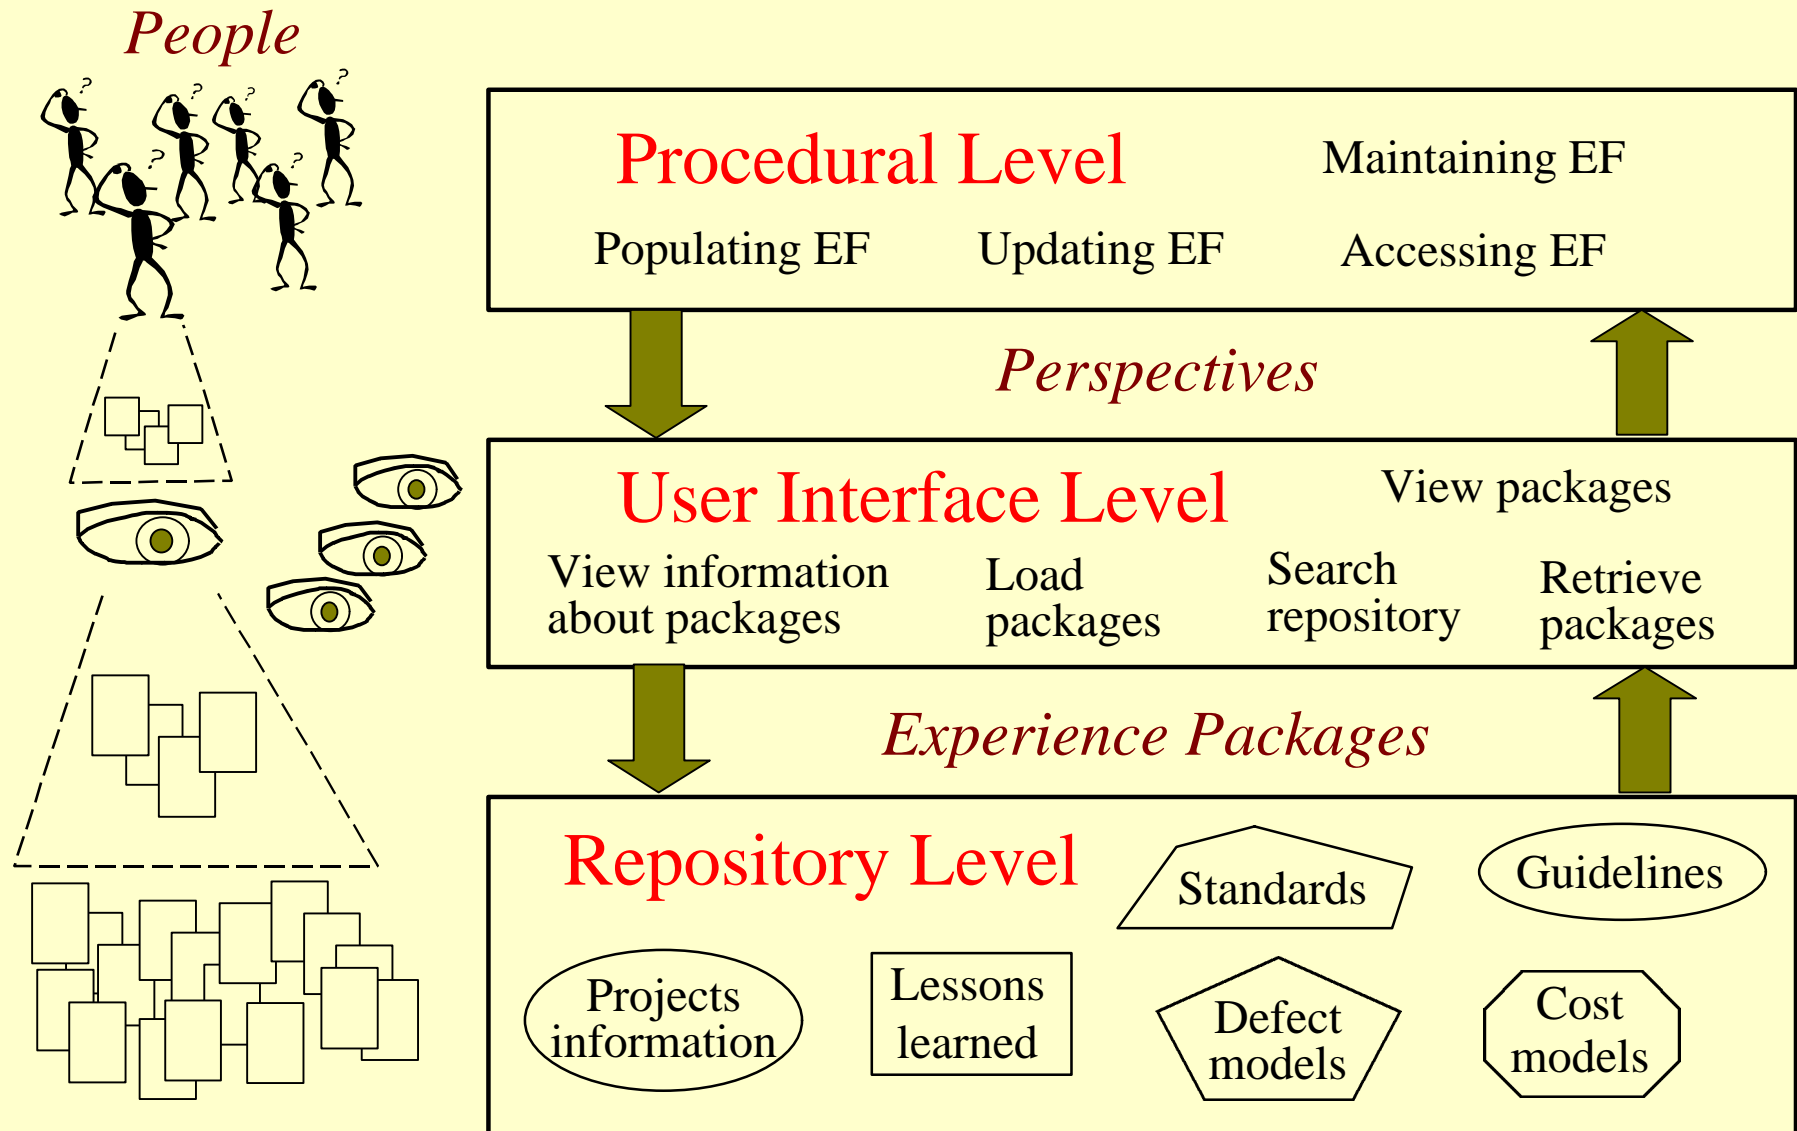 People
? ? ? ?
? ?
Procedural Level
Maintaining EF
Populating EF
Updating EF
Accessing EF
Perspectives
User Interface Level
View packages
View information
about packages
Load
packages
Search
repository
Retrieve
packages
Experience Packages
Repository Level
Standards
Guidelines
Projects
information
Lessons
learned
Defect
models
Cost
models